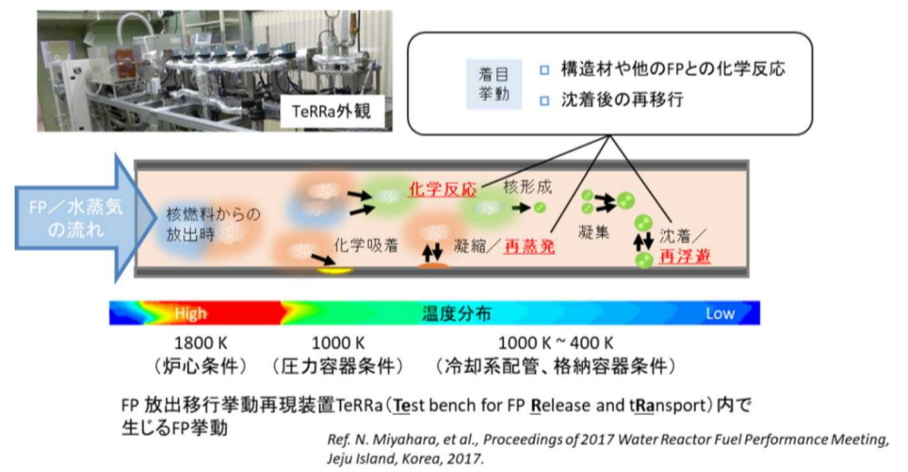 TeRRa外観
着目
挙動
構造材や他のFPとの化学反応
沈着後の再移行
FP／水蒸気
の流れ
核燃料からの
放出時
化学反応
核形成
化学吸着
凝縮／再蒸発
凝集
沈着／
再浮遊
High
温度分布
Low
1800 K
（炉心条件）
1000 K
（圧力容器条件）
1000 K ~ 400 K
（冷却系配管、格納容器条件）
FP 放出移行挙動再現装置TeRRa（Test bench for FP Release and tRansport）内で
生じるFP挙動
Ref. N. Miyahara, et al., Proceedings of 2017 Water Reactor Fuel Performance Meeting,
Jeju Island, Korea, 2017.